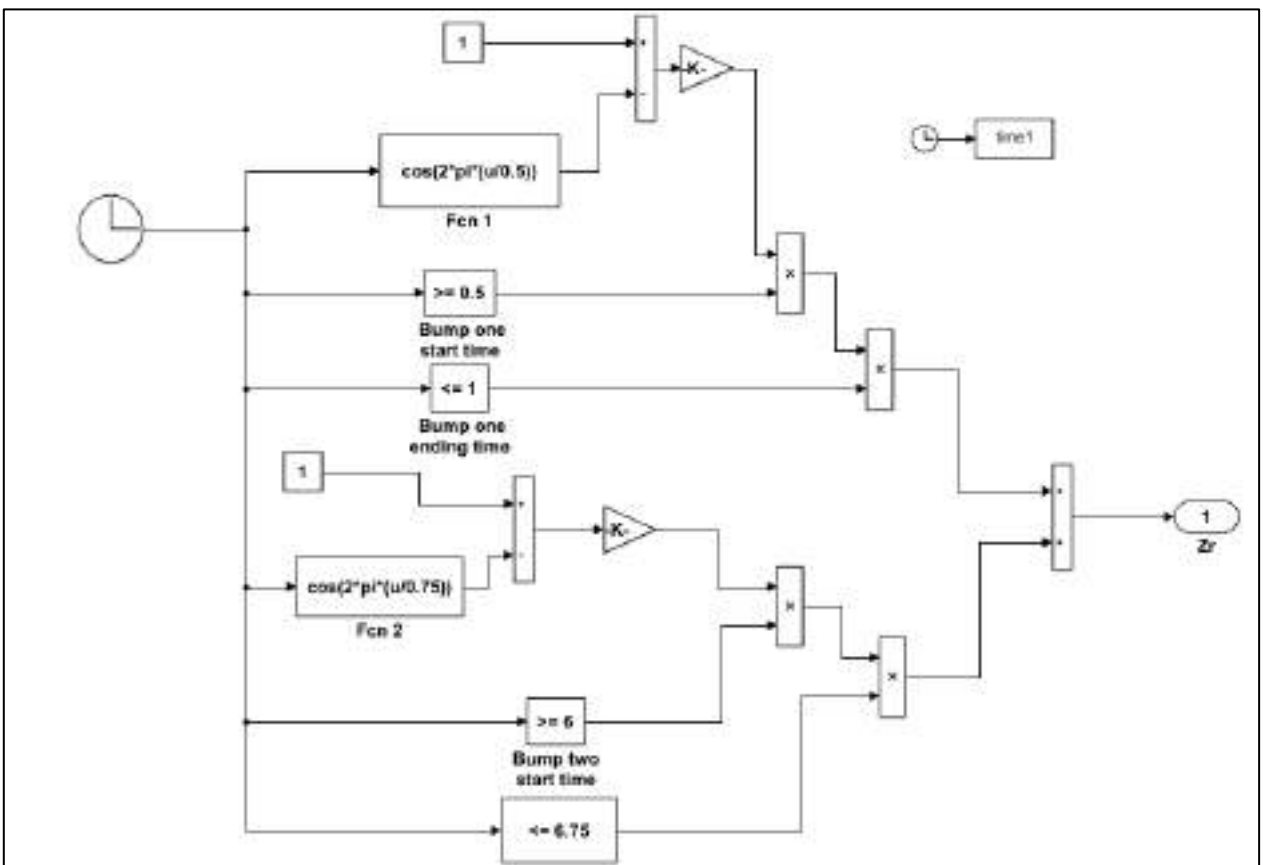 1
+
-
-K-
time1
cos(2*pi*(u/0.5))
Fcn 1
>= 0.5
×
Bump one
start time
×
<= 1
Bump one
ending time
1
+
-
-K-
+
+
1
Zr
cos(2*pi*(u/0.75))
Fcn 2
×
×
>= 6
Bump two
start time
<= 6.75